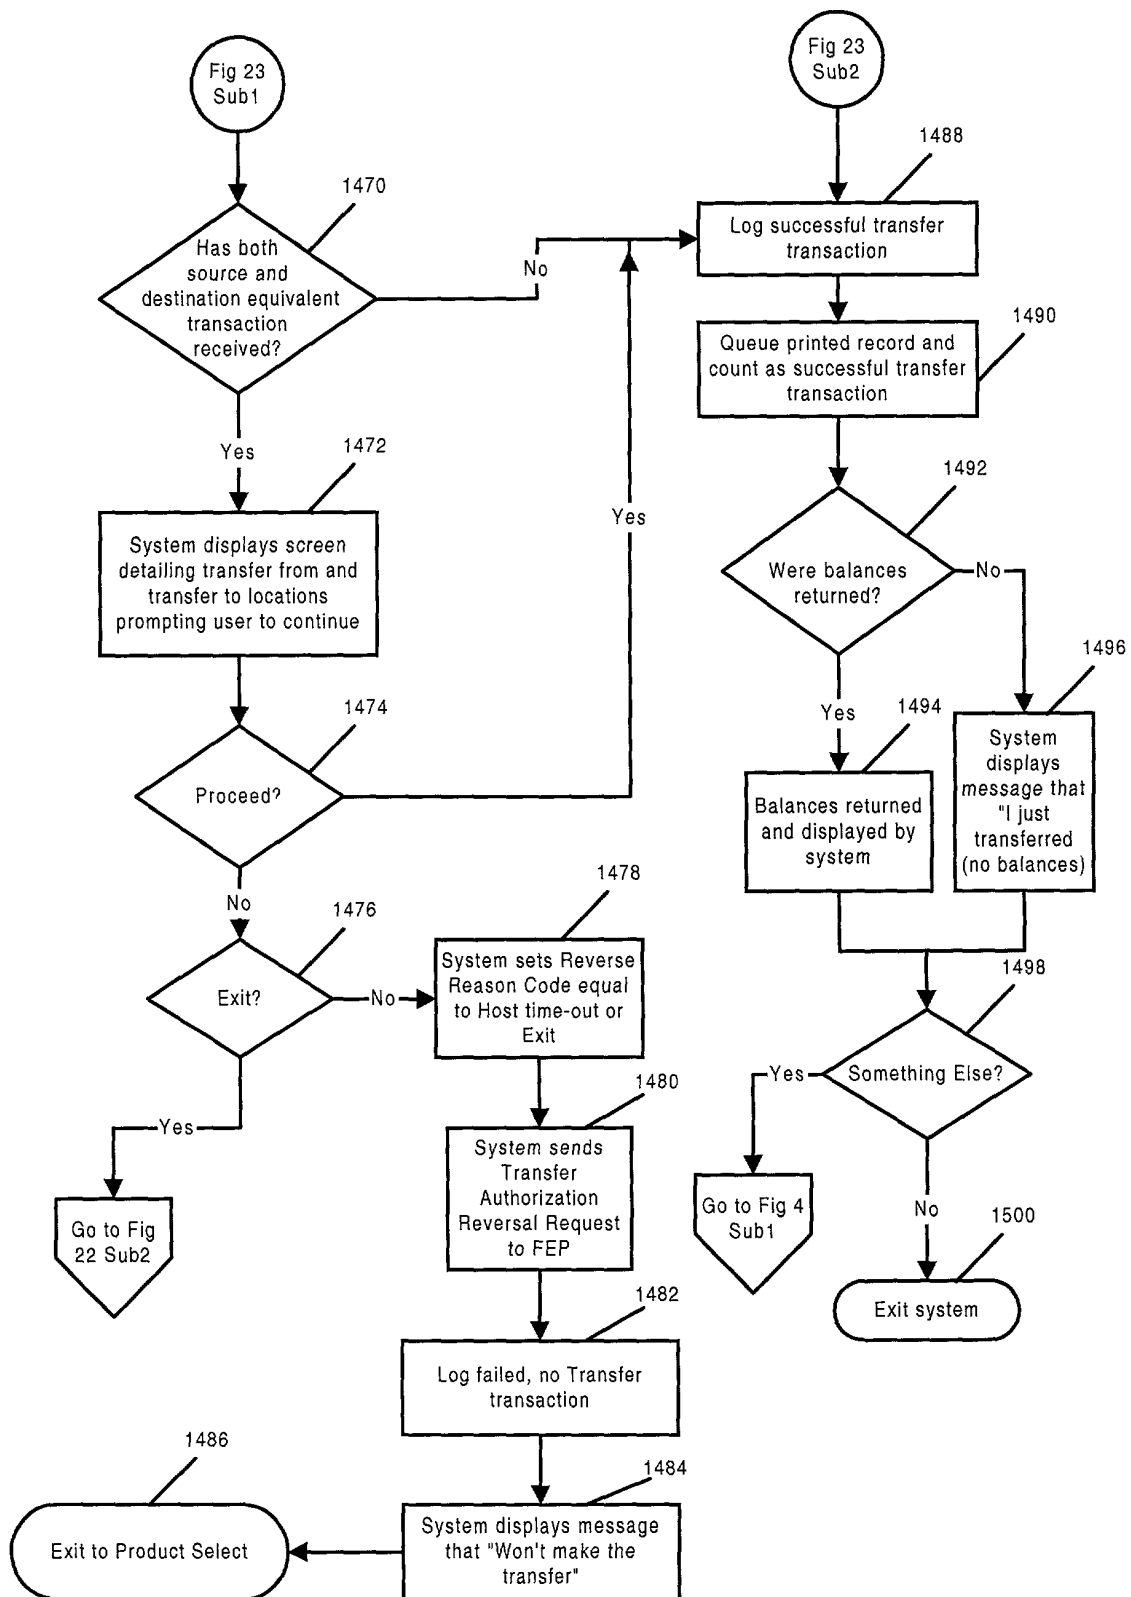 Fig 23
Sub1
1470
Has both
source and
destination equivalent
transaction
received?
No
Yes
1472
System displays screen
detailing transfer from and
transfer to locations
prompting user to continue
1474
Proceed?
Yes
No
1476
Exit?
No
Yes
Go to Fig
22 Sub2
1478
System sets Reverse
Reason Code equal
to Host time-out or
Exit
1480
System sends
Transfer
Authorization
Reversal Request
to FEP
1482
Log failed, no Transfer
transaction
1484
System displays message
that "Won't make the
transfer"
1486
Exit to Product Select
Fig 23
Sub2
1488
Log successful transfer
transaction
1490
Queue printed record and
count as successful transfer
transaction
1492
Were balances
returned?
No
Yes
1494
Balances returned
and displayed by
system
1496
System
displays
message that
"I just
transferred
(no balances)
1498
Something Else?
Yes
Go to Fig 4
Sub1
No
1500
Exit system